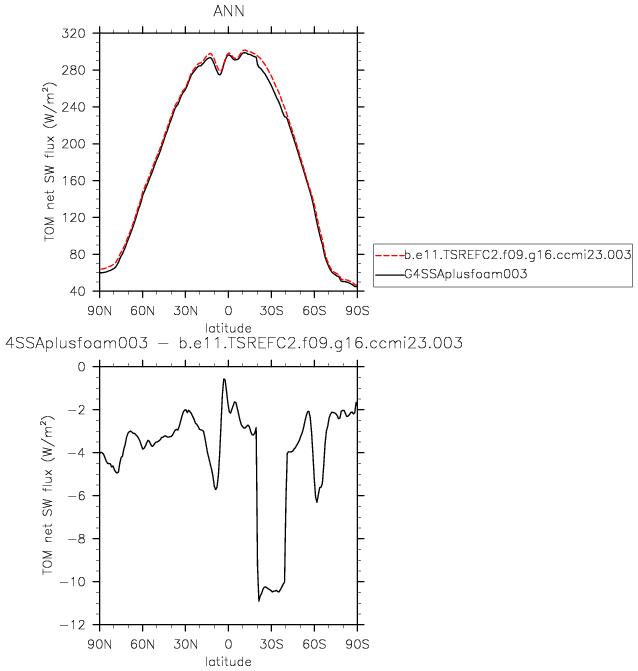 ANN
320
280
240
200
160
120
80
40
TOM net SW flux (W/m²)
90N 60N 30N 0 30S 60S 90S
latitude
b.e11.TSREFC2.f09.g16.ccmi23.003
G4SSAplusfoam003
4SSAplusfoam003 − b.e11.TSREFC2.f09.g16.ccmi23.003
0
−2
−4
−6
−8
−10
−12
TOM net SW flux (W/m²)
90N 60N 30N 0 30S 60S 90S
latitude